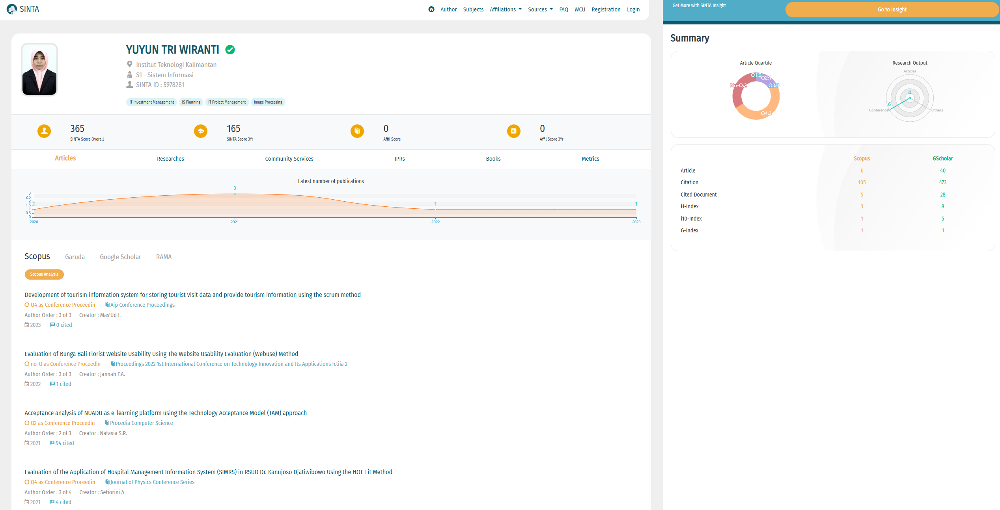 SINTA
Author Subjects Affiliations Sources FAQ WCU Registration Login
Get More with SINTA Insight
Go to Insight
YUYUN TRI WIRANTI
Institut Teknologi Kalimantan
S1 - Sistem Informasi
SINTA ID : 5978281
IT Investment Management IS Planning IT Project Management Image Processing
365
SINTA Score Overall
165
SINTA Score 3Yr
0
Affil Score
0
Affil Score 3Yr
Articles Researches Community Services IPRs Books Metrics
Latest number of publications
3
2.5
2
1.5
1
0.5
0
3
1
1
2020 2021 2022 2023
Scopus Garuda Google Scholar RAMA
Scopus Analysis
Development of tourism information system for storing tourist visit data and provide tourism information using the scrum method
Q4 as Conference Proceedin Aip Conference Proceedings
Author Order : 3 of 3 Creator : Mas'Ud I.
2023 0 cited
Evaluation of Bunga Bali Florist Website Usability Using The Website Usability Evaluation (Webuse) Method
no-Q as Conference Proceedin Proceedings 2022 1st International Conference on Technology Innovation and Its Applications Ictiia 2
Author Order : 3 of 3 Creator : Jannah F.A.
2022 1 cited
Acceptance analysis of NUADU as e-learning platform using the Technology Acceptance Model (TAM) approach
Q2 as Conference Proceedin Procedia Computer Science
Author Order : 2 of 3 Creator : Natasia S.R.
2021 94 cited
Evaluation of the Application of Hospital Management Information System (SIMRS) in RSUD Dr. Kanujoso Djatiwibowo Using the HOT-Fit Method
Q4 as Conference Proceedin Journal of Physics Conference Series
Author Order : 3 of 4 Creator : Setiorini A.
2021 4 cited
Summary
Article Quartile
Q1:0
Q2:1
No-Q:2
Q3:0
Q4:3
Research Output
Articles
0
6
Conference
Others
Scopus GScholar
Article 6 40
Citation 105 473
Cited Document 5 28
H-Index 3 8
i10-Index 1 5
G-Index 1 1